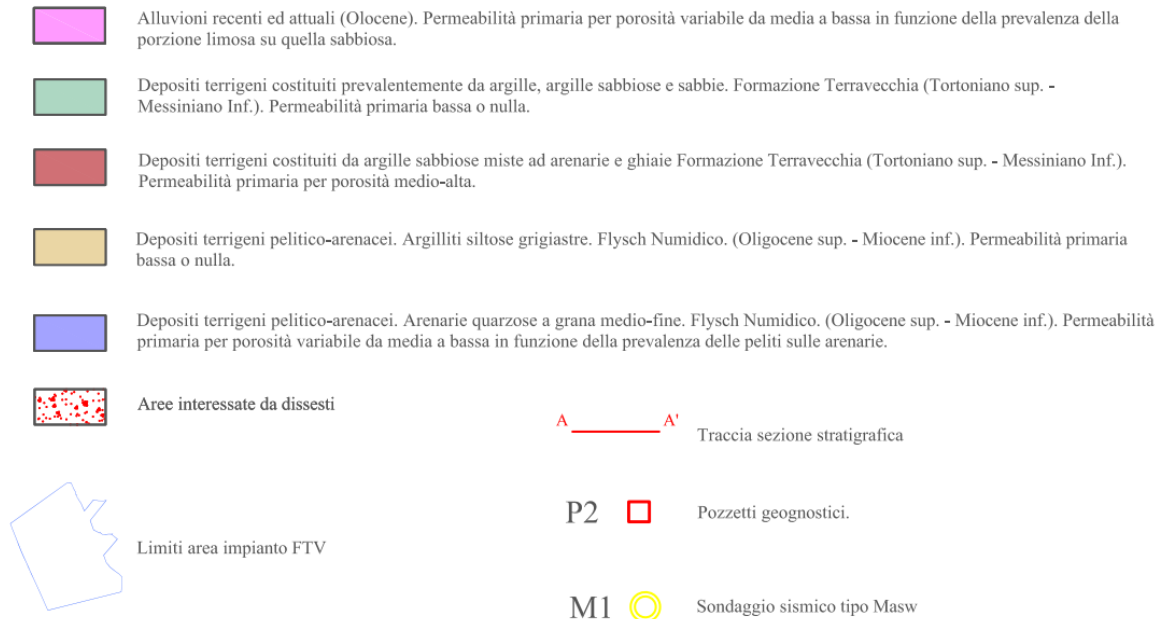 Alluvioni recenti ed attuali (Olocene). Permeabilità primaria per porosità variabile da media a bassa in funzione della prevalenza della
porzione limosa su quella sabbiosa.
Depositi terrigeni costituiti prevalentemente da argille, argille sabbiose e sabbie. Formazione Terravecchia (Tortoniano sup. -
Messiniano Inf.). Permeabilità primaria bassa o nulla.
Depositi terrigeni costituiti da argille sabbiose miste ad arenarie e ghiaie Formazione Terravecchia (Tortoniano sup. - Messiniano Inf.).
Permeabilità primaria per porosità medio-alta.
Depositi terrigeni pelitico-arenacei. Argilliti siltose grigiastre. Flysch Numidico. (Oligocene sup. - Miocene inf.). Permeabilità primaria
bassa o nulla.
Depositi terrigeni pelitico-arenacei. Arenarie quarzose a grana medio-fine. Flysch Numidico. (Oligocene sup. - Miocene inf.). Permeabilità
primaria per porosità variabile da media a bassa in funzione della prevalenza delle peliti sulle arenarie.
Aree interessate da dissesti
A A'
Traccia sezione stratigrafica
P2 Pozzetti geognostici.
Limiti area impianto FTV
M1 Sondaggio sismico tipo Masw